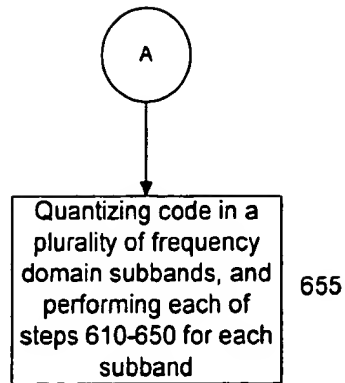 A
Quantizing code in a
plurality of frequency
domain subbands, and
performing each of
steps 610-650 for each
subband
655